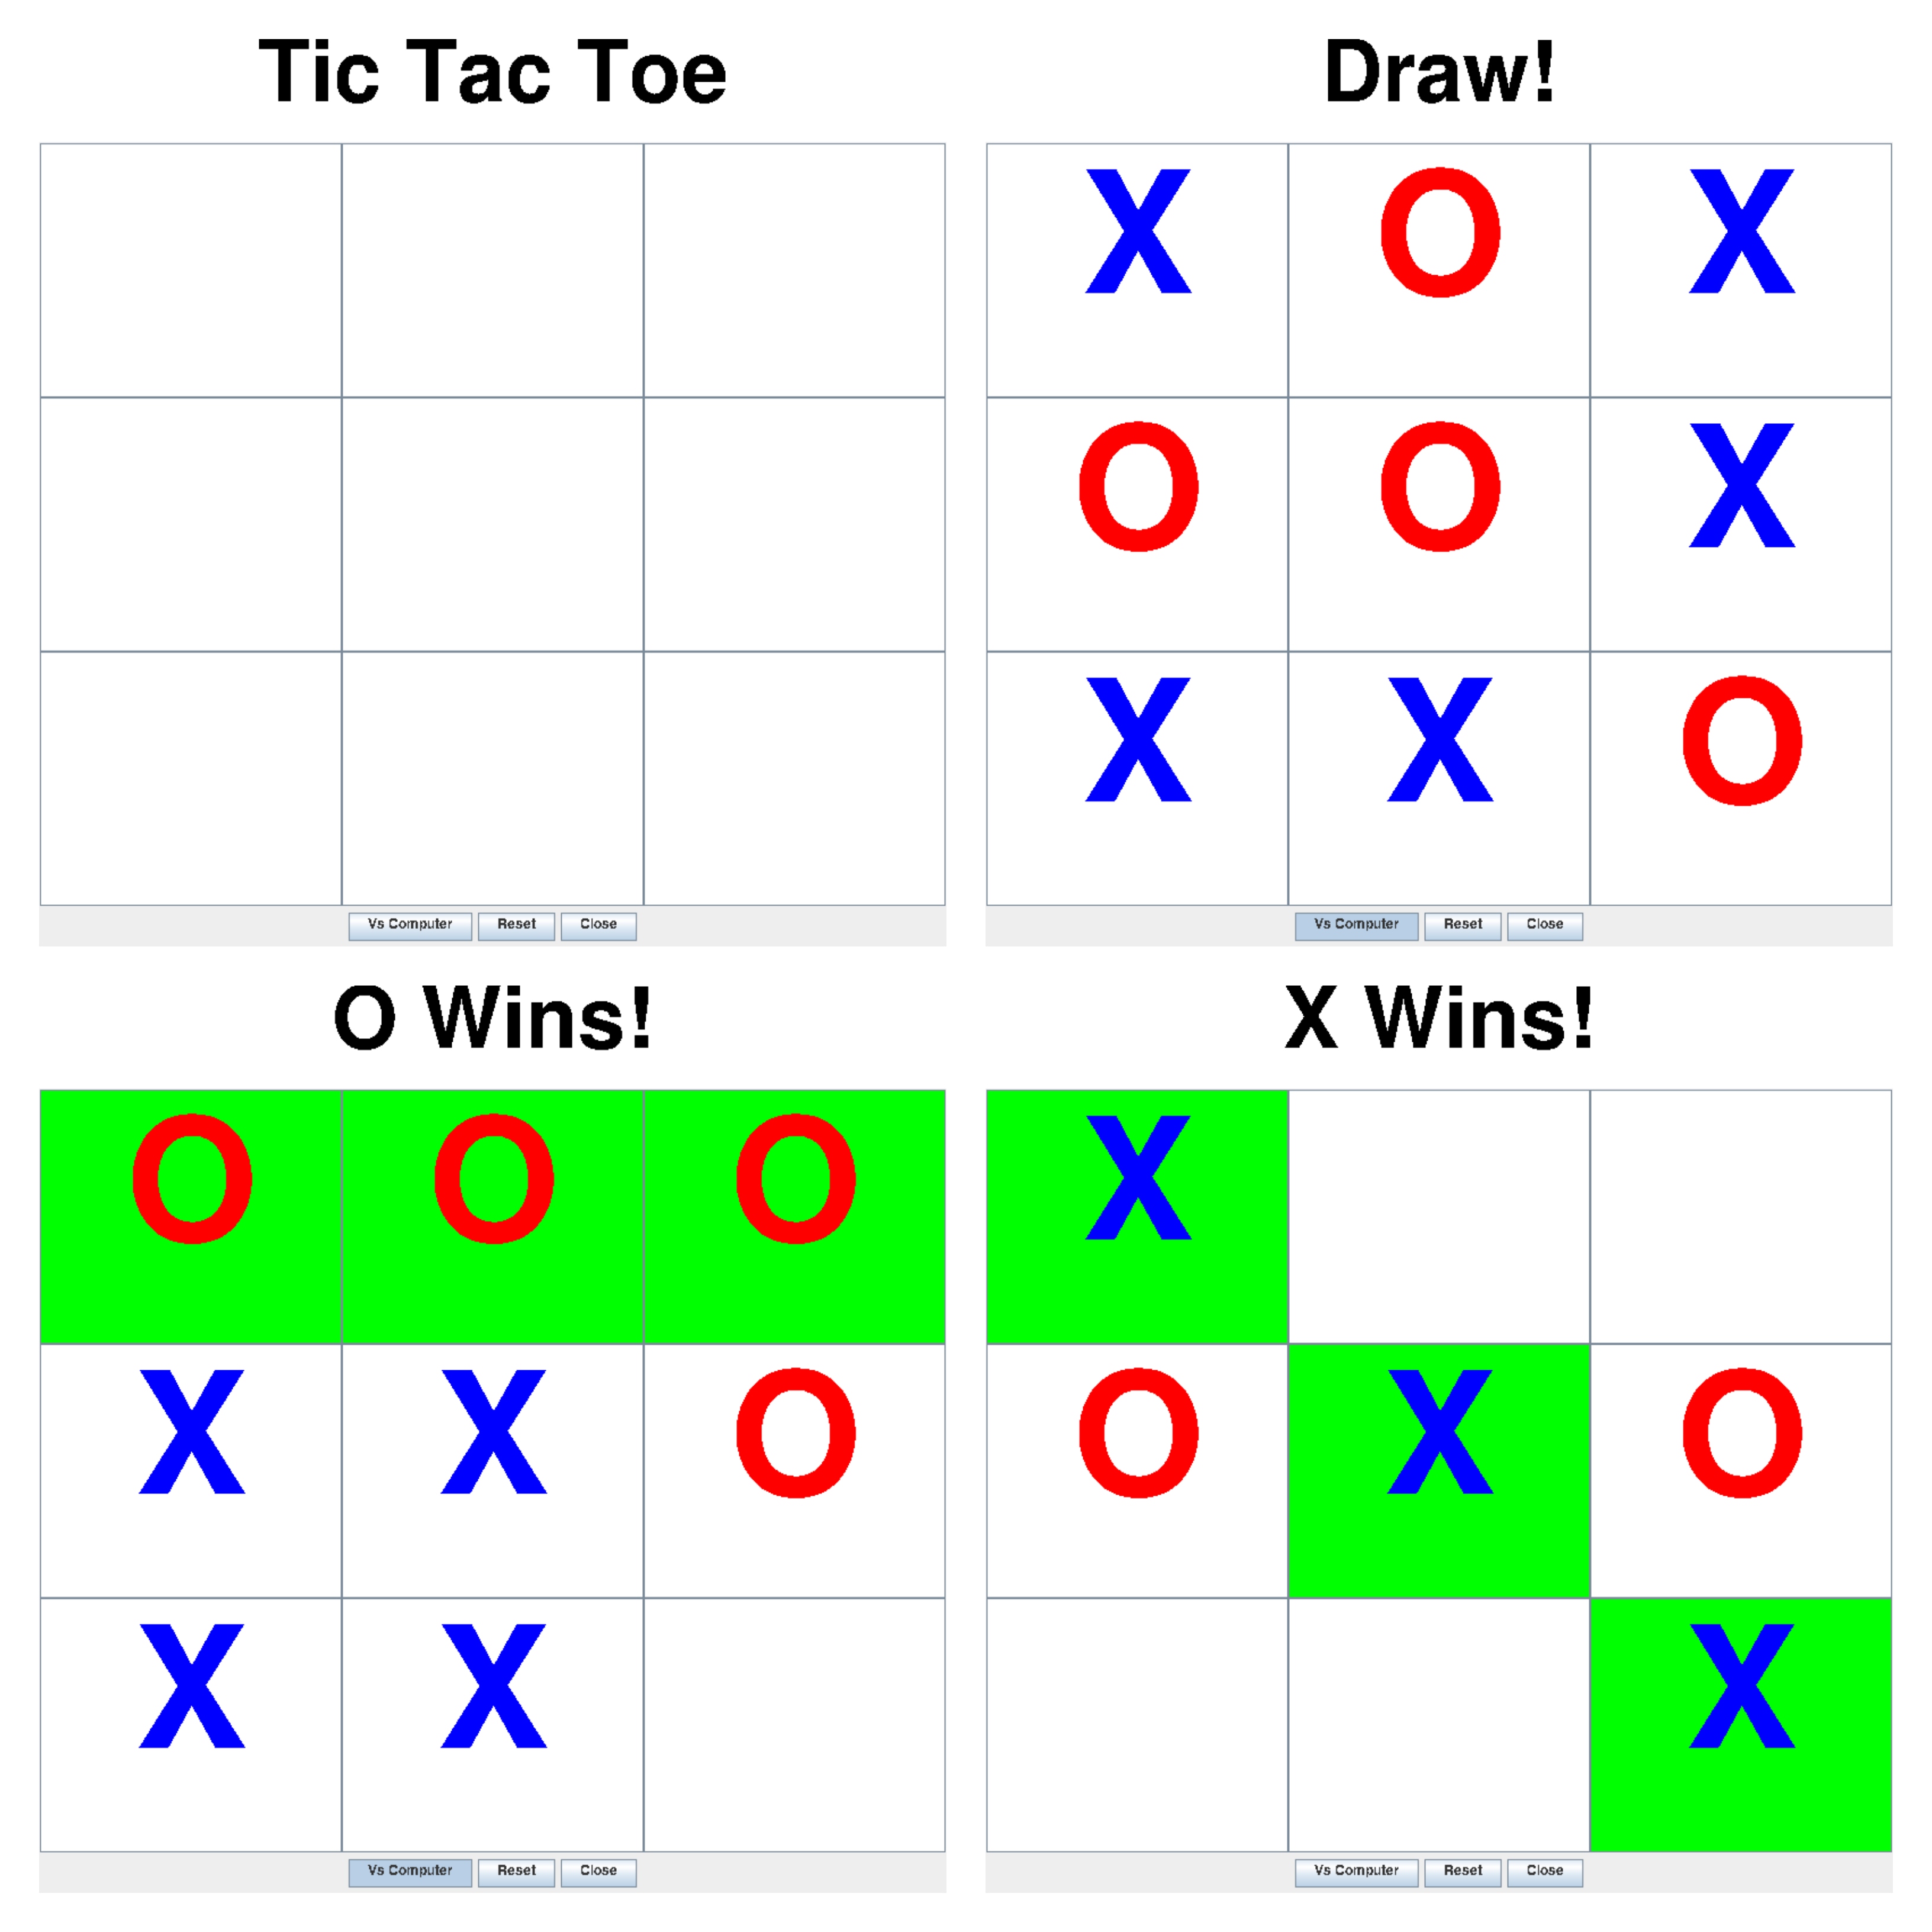 Tic Tac Toe
Vs Computer Reset Close
Draw!
X O X
O O X
X X O
Vs Computer Reset Close
O Wins!
O O O
X X O
X X
Vs Computer Reset Close
X Wins!
X
O X O
X
Vs Computer Reset Close